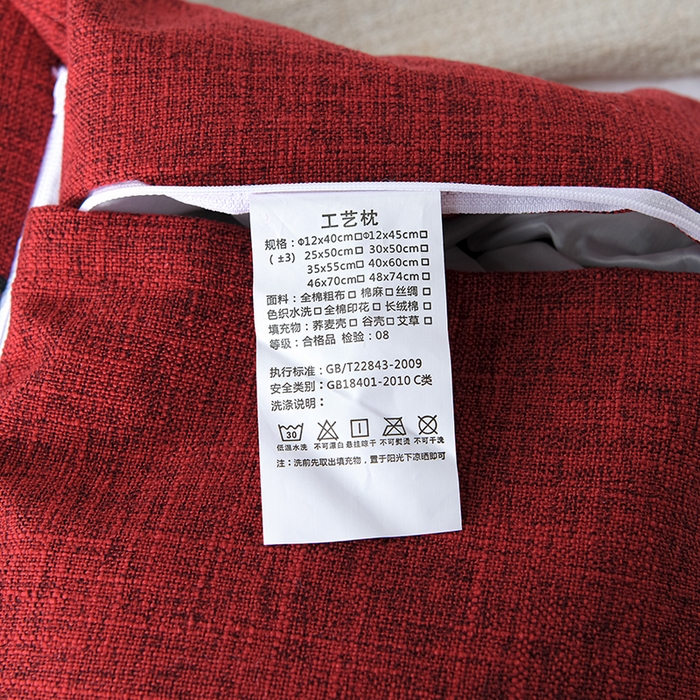 工艺枕
规格：Φ12x40cm□Φ12x45cm□
(±3) 25x50cm□ 30x50cm□
35x55cm□ 40x60cm□
46x70cm□ 48x74cm□
面料：全棉粗布□ 棉麻□丝绸□
色织水洗□全棉印花□长绒棉□
填充物：荞麦壳□谷壳□艾草□
等级：合格品 检验：08
执行标准：GB/T22843-2009
安全类别：GB18401-2010 C类
洗涤说明：
30
低温水洗 不可漂白 悬挂晾干 不可熨烫 不可干洗
注：洗前先取出填充物，置于阳光下凉晒即可